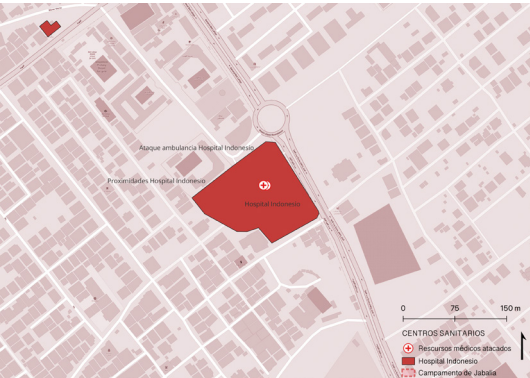 Ataque ambulancia Hospital Indonesio
Proximidades Hospital Indonesio
Hospital Indonesio
0 75 150 m
CENTROS SANITARIOS
Rescursos médicos atacados
Hospital Indonesio
Campamento de Jabalia